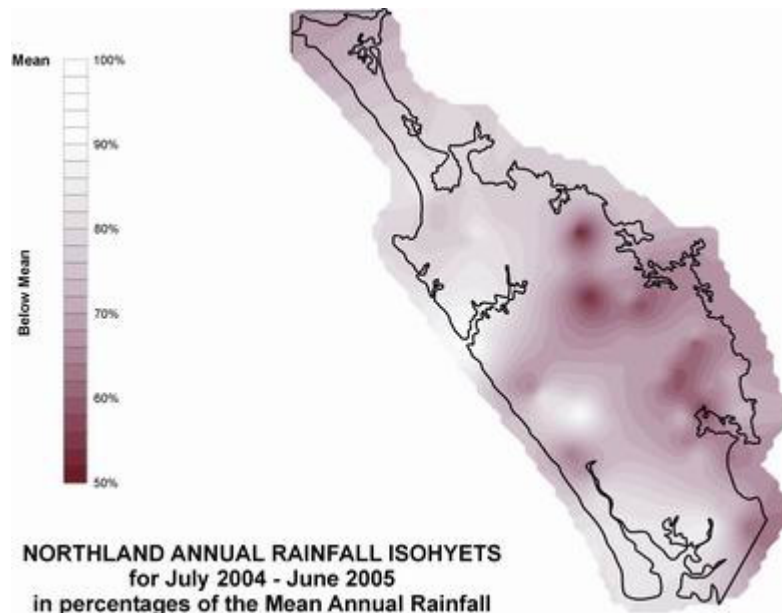 Mean
100%
90%
80%
70%
60%
50%
Below Mean
NORTHLAND ANNUAL RAINFALL ISOHYETS
for July 2004 - June 2005
in percentages of the Mean Annual Rainfall